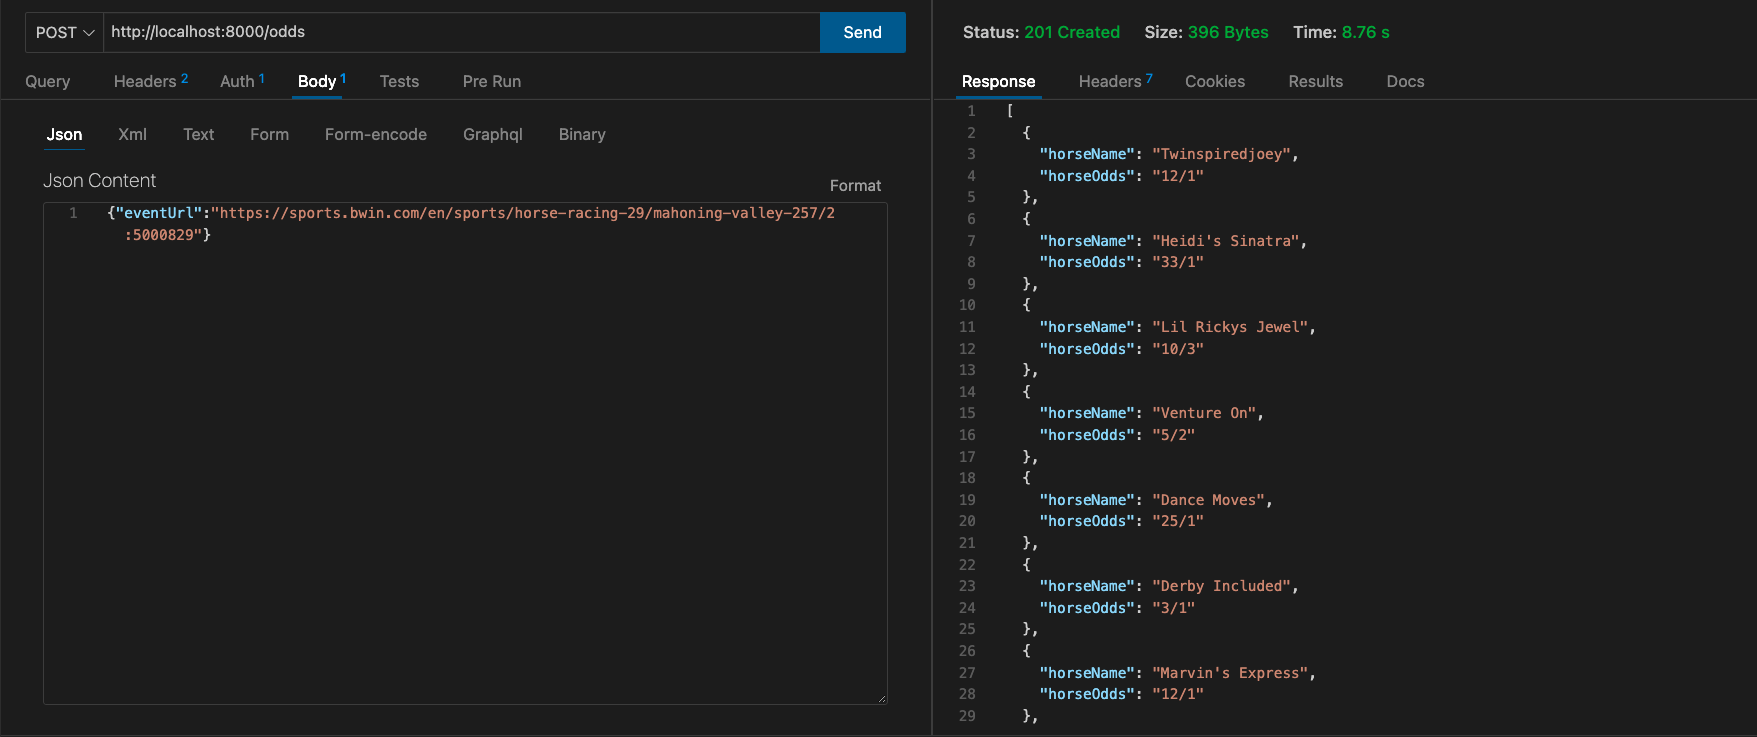 POST http://localhost:8000/odds Send
Query Headers 2 Auth 1 Body 1 Tests Pre Run
Json Xml Text Form Form-encode Graphql Binary
Json Content
Format
1 {"eventUrl":"https://sports.bwin.com/en/sports/horse-racing-29/mahoning-valley-257/2
:5000829"}
Status: 201 Created Size: 396 Bytes Time: 8.76 s
Response Headers 7 Cookies Results Docs
1 [
2 {
3 "horseName": "Twinspiredjoey",
4 "horseOdds": "12/1"
5 },
6 {
7 "horseName": "Heidi's Sinatra",
8 "horseOdds": "33/1"
9 },
10 {
11 "horseName": "Lil Rickys Jewel",
12 "horseOdds": "10/3"
13 },
14 {
15 "horseName": "Venture On",
16 "horseOdds": "5/2"
17 },
18 {
19 "horseName": "Dance Moves",
20 "horseOdds": "25/1"
21 },
22 {
23 "horseName": "Derby Included",
24 "horseOdds": "3/1"
25 },
26 {
27 "horseName": "Marvin's Express",
28 "horseOdds": "12/1"
29 },